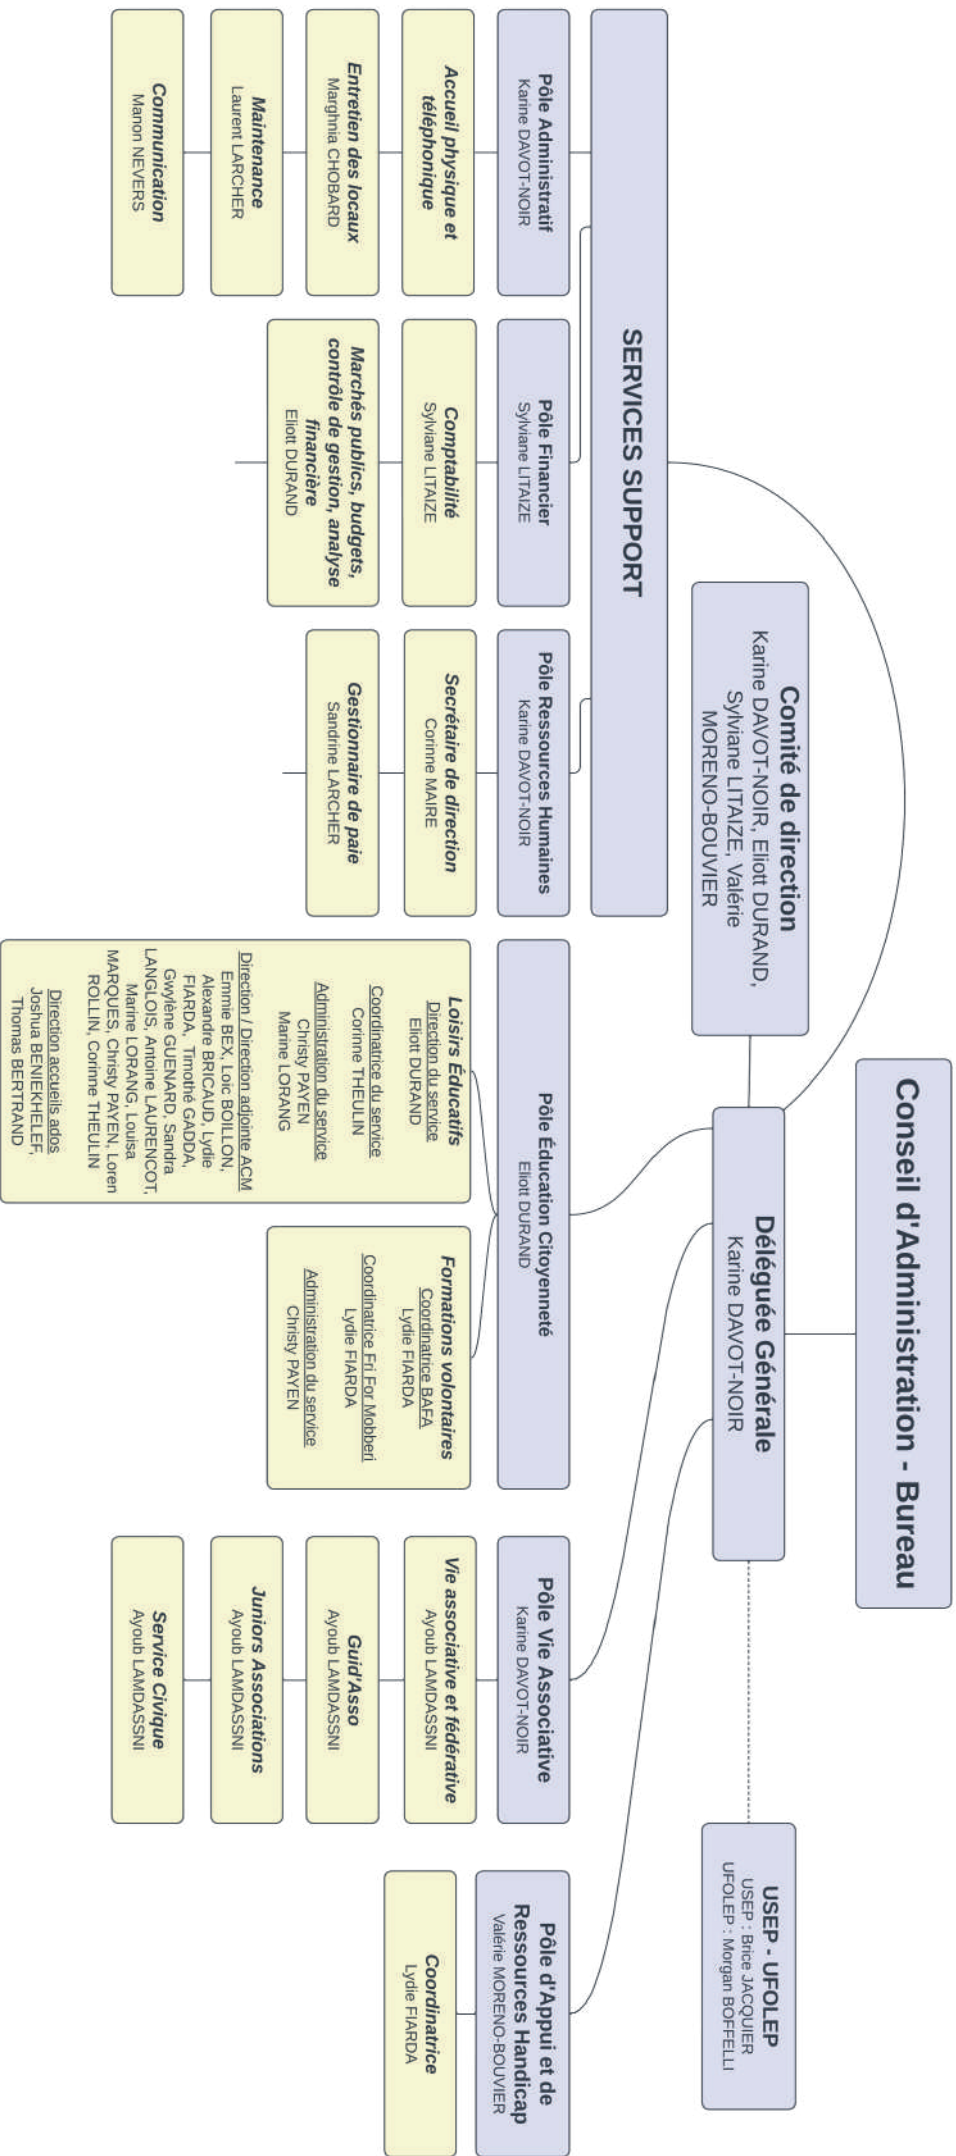 Conseil d'Administration - Bureau
Déléguée Générale
Karine DAVOT-NOIR
USEP - UFOLEP
USEP : Brice JACQUIER
UFOLEP : Morgan BOFFELLI
Comité de direction
Karine DAVOT-NOIR, Eliott DURAND,
Sylviane LITAIZE, Valérie
MORENO-BOUVIER
SERVICES SUPPORT
Pôle Administratif
Karine DAVOT-NOIR
Accueil physique et
téléphonique
Entretien des locaux
Marghnia CHOBARD
Maintenance
Laurent LARCHER
Communication
Manon NEVERS
Pôle Financier
Sylviane LITAIZE
Comptabilité
Sylviane LITAIZE
Marchés publics, budgets,
contrôle de gestion, analyse
financière
Eliott DURAND
Pôle Ressources Humaines
Karine DAVOT-NOIR
Secrétaire de direction
Corinne MAIRE
Gestionnaire de paie
Sandrine LARCHER
Pôle Éducation Citoyenneté
Eliott DURAND
Loisirs Éducatifs
Direction du service
Eliott DURAND
Coordinatrice du service
Corinne THEULIN
Administration du service
Christy PAYEN
Marine LORANG
Direction / Direction adjointe ACM
Emmie BEX, Loic BOILLON,
Alexandre BRICAUD, Lydie
FIARDA, Timothé GADDA,
Gwylène GUENARD, Sandra
LANGLOIS, Antoine LAURENCOT,
Marine LORANG, Louisa
MARQUES, Christy PAYEN, Loren
ROLLIN, Corinne THEULIN
Direction accueils ados
Joshua BENIEKHELEF,
Thomas BERTRAND
Formations volontaires
Coordinatrice BAFA
Lydie FIARDA
Coordinatrice Fri For Mobberi
Lydie FIARDA
Administration du service
Christy PAYEN
Pôle Vie Associative
Karine DAVOT-NOIR
Vie associative et fédérative
Ayoub LAMDASSNI
Guid'Asso
Ayoub LAMDASSNI
Juniors Associations
Ayoub LAMDASSNI
Service Civique
Ayoub LAMDASSNI
Pôle d'Appui et de
Ressources Handicap
Valérie MORENO-BOUVIER
Coordinatrice
Lydie FIARDA